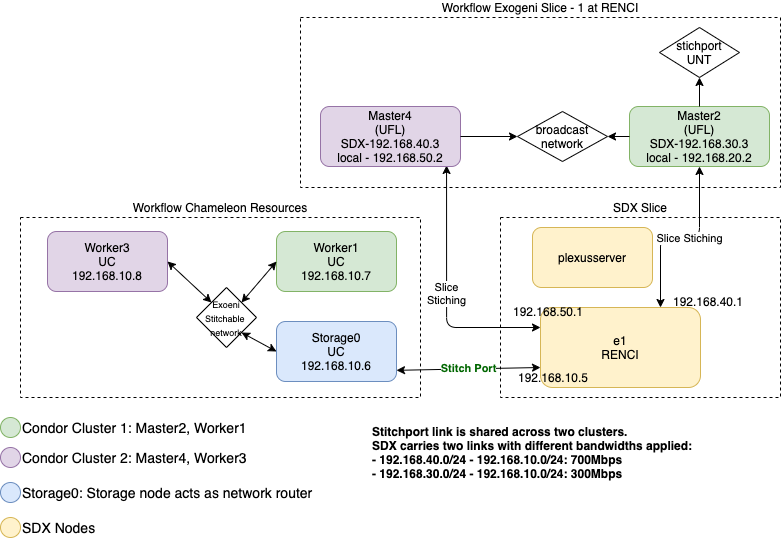 Workflow Exogeni Slice - 1 at RENCI
stichport
UNT
Master4
(UFL)
SDX-192.168.40.3
local - 192.168.50.2
broadcast
network
Master2
(UFL)
SDX-192.168.30.3
local - 192.168.20.2
Workflow Chameleon Resources
SDX Slice
Worker3
UC
192.168.10.8
Worker1
UC
192.168.10.7
Slice Stiching
plexusserver
Exoeni
Stitchable
network
Slice
Stiching
192.168.40.1
192.168.50.1
Storage0
UC
192.168.10.6
e1
RENCI
Stitch Port
192.168.10.5
Condor Cluster 1: Master2, Worker1
Condor Cluster 2: Master4, Worker3
Storage0: Storage node acts as network router
SDX Nodes
Stitchport link is shared across two clusters.
SDX carries two links with different bandwidths applied:
- 192.168.40.0/24 - 192.168.10.0/24: 700Mbps
- 192.168.30.0/24 - 192.168.10.0/24: 300Mbps